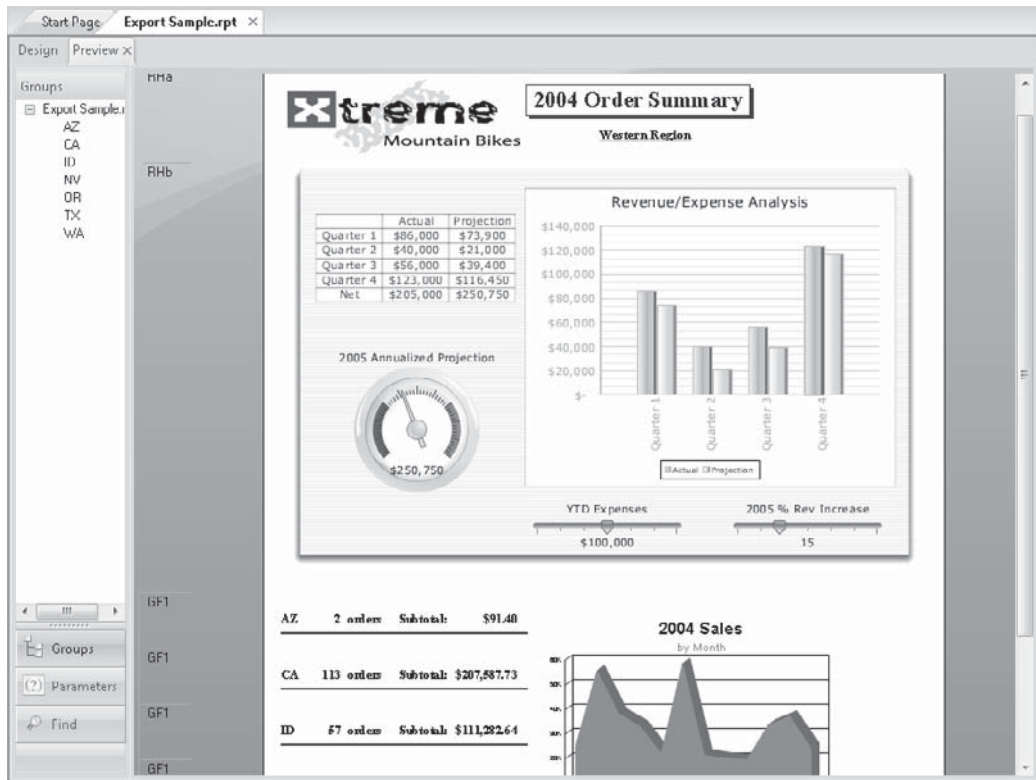 Start Page
Export Sample.rpt
Design
Preview
Groups
Export Sample.r
AZ
CA
ID
NV
OR
TX
WA
Groups
Parameters
Find
RHa
RHb
GF1
GF1
GF1
GF1
Xtreme
Mountain Bikes
2004 Order Summary
Western Region
Actual Projection
Quarter 1 $86,000 $73,900
Quarter 2 $40,000 $21,000
Quarter 3 $56,000 $39,400
Quarter 4 $123,000 $116,450
Net $205,000 $250,750
2005 Annualized Projection
$250,750
Revenue/Expense Analysis
$140,000
$120,000
$100,000
$80,000
$60,000
$40,000
$20,000
$-
Quarter 1
Quarter 2
Quarter 3
Quarter 4
Actual Projection
YTD Expenses
$100,000
2005 % Rev Increase
15
AZ 2 orders Subtotal: $91.40
CA 113 orders Subtotal: $207,587.73
ID 57 orders Subtotal: $111,282.64
2004 Sales
by Month